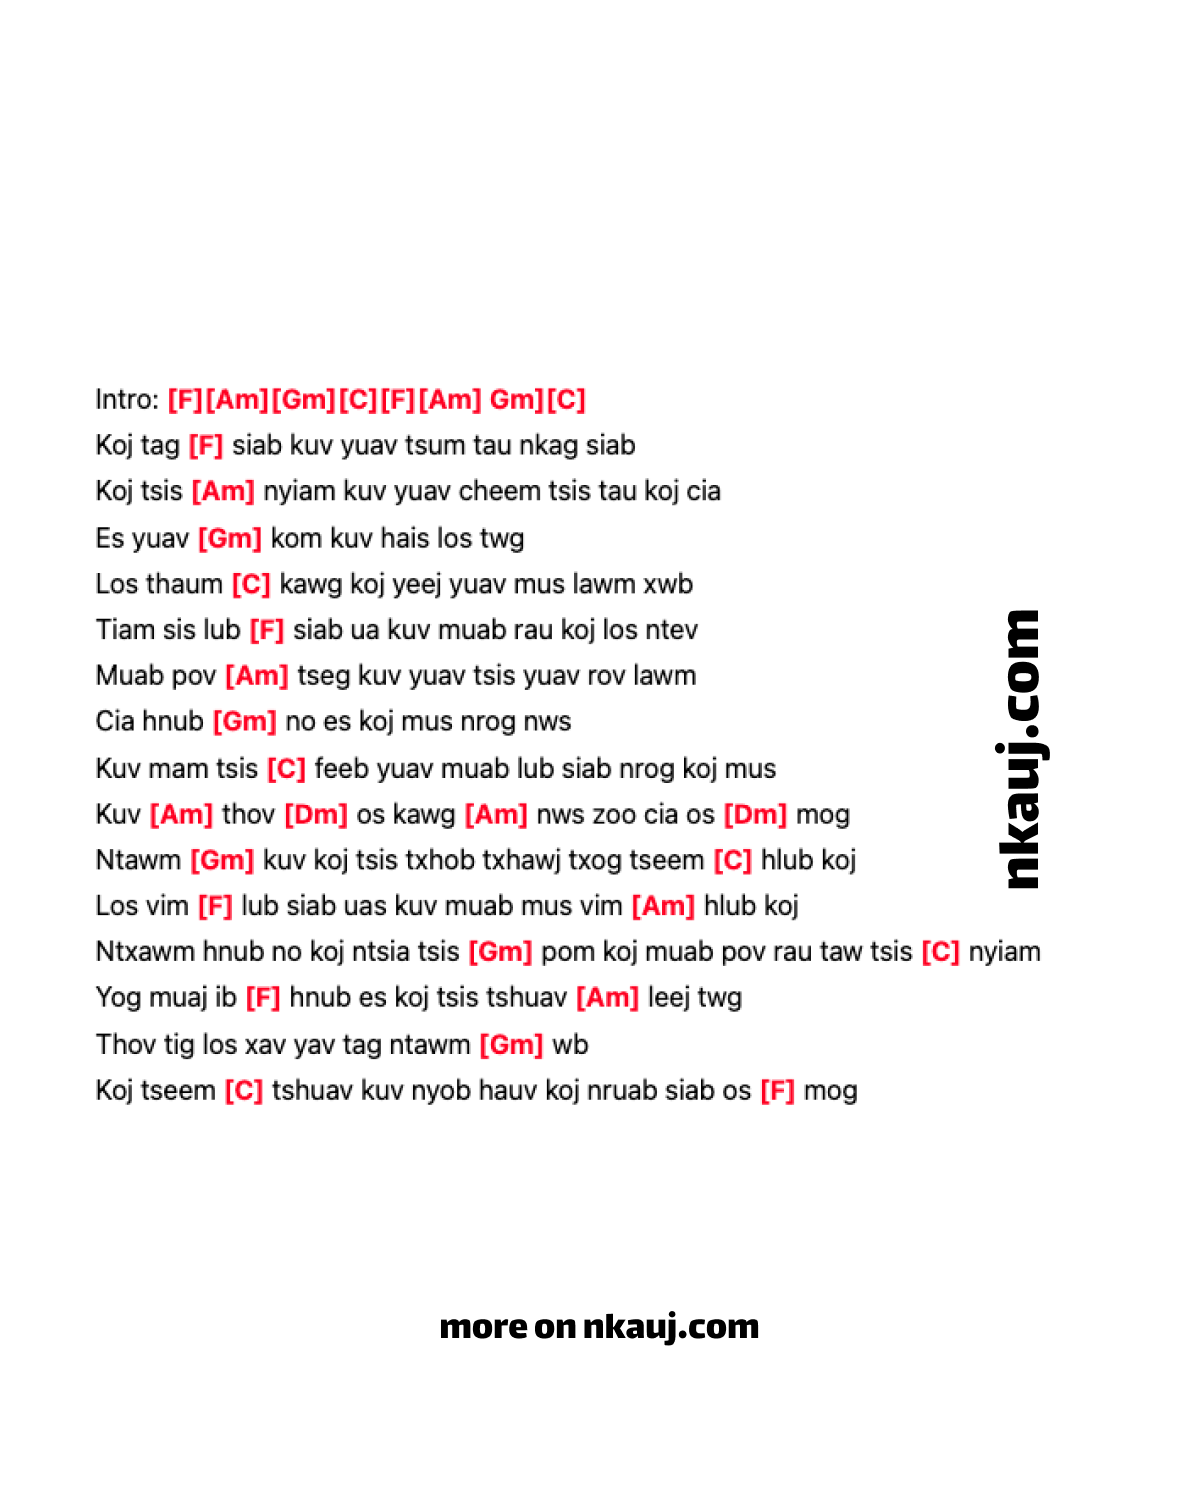 Intro: [F][Am][Gm][C][F][Am] Gm][C]
Koj tag [F] siab kuv yuav tsum tau nkag siab
Koj tsis [Am] nyiam kuv yuav cheem tsis tau koj cia
Es yuav [Gm] kom kuv hais los twg
Los thaum [C] kawg koj yeej yuav mus lawm xwb
Tiam sis lub [F] siab ua kuv muab rau koj los ntev
Muab pov [Am] tseg kuv yuav tsis yuav rov lawm
Cia hnub [Gm] no es koj mus nrog nws
Kuv mam tsis [C] feeb yuav muab lub siab nrog koj mus
Kuv [Am] thov [Dm] os kawg [Am] nws zoo cia os [Dm] mog
Ntawm [Gm] kuv koj tsis txhob txhawj txog tseem [C] hlub koj
Los vim [F] lub siab uas kuv muab mus vim [Am] hlub koj
Ntxawm hnub no koj ntsia tsis [Gm] pom koj muab pov rau taw tsis [C] nyiam
Yog muaj ib [F] hnub es koj tsis tshuav [Am] leej twg
Thov tig los xav yav tag ntawm [Gm] wb
Koj tseem [C] tshuav kuv nyob hauv koj nruab siab os [F] mog
nkauj.com
more on nkauj.com